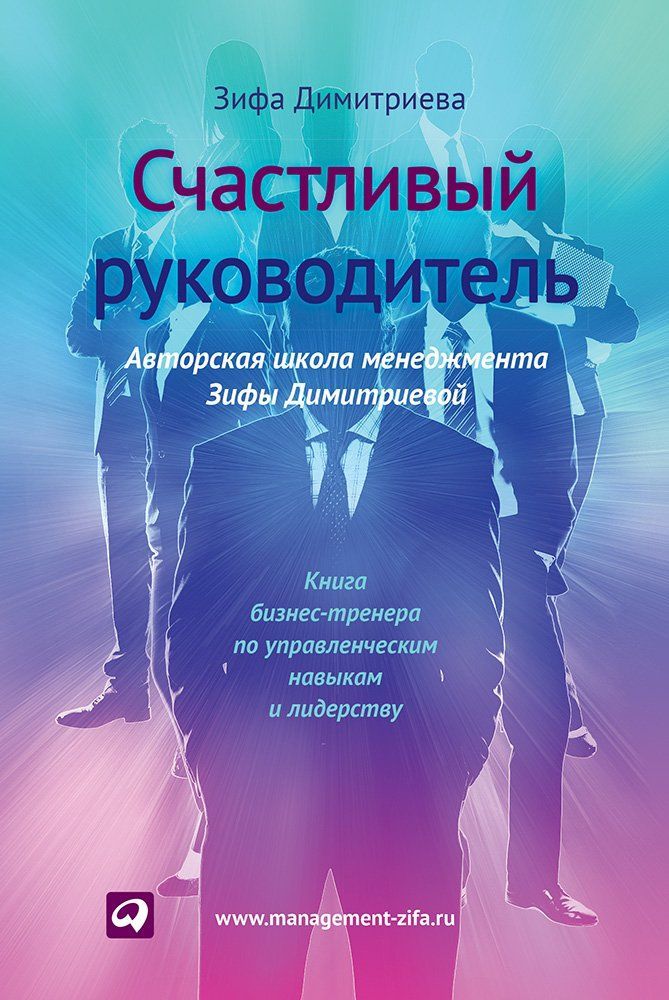 Зифа Димитриева
Счастливый
руководитель
Авторская школа менеджмента
Зифы Димитриевой
Книга
бизнес-тренера
по управленческим
навыкам
и лидерству
www.management-zifa.ru